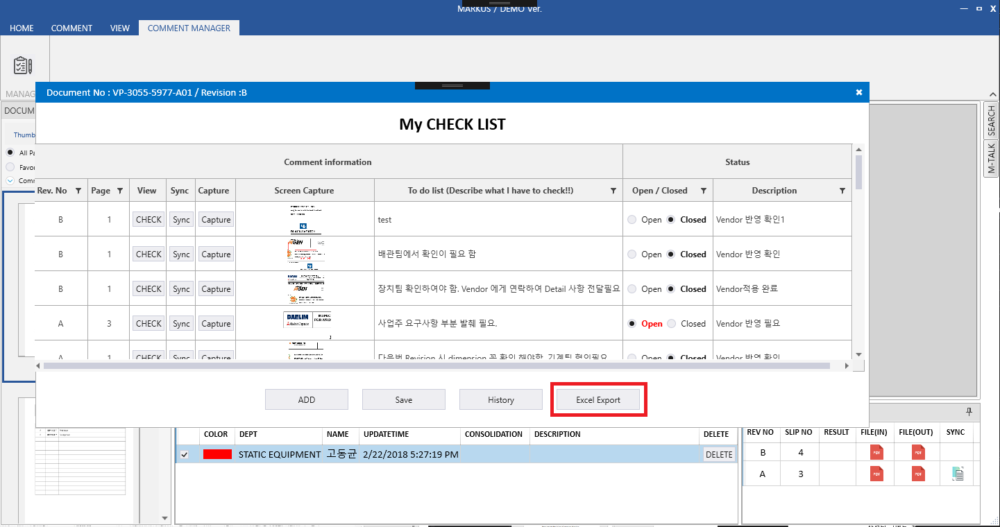 MARKUS / DEMO Ver.
HOME COMMENT VIEW COMMENT MANAGER
MANAG
Document No : VP-3055-5977-A01 / Revision :B
DOCUM
SEARCH
M-TALK
My CHECK LIST
Thumb
All Pa
Favor
Comm
Comment information Status
Rev. No Page View Sync Capture Screen Capture To do list (Describe what I have to check!!) Open / Closed Description
B 1 CHECK Sync Capture test Open Closed Vendor 반영 확인1
B 1 CHECK Sync Capture 배관팀에서 확인이 필요 함 Open Closed Vendor 반영 확인
B 1 CHECK Sync Capture 장치팀 확인하여야 함. Vendor 에게 연락하여 Detail 사항 전달필요 Open Closed Vendor적용 완료
A 3 CHECK Sync Capture DAELIM 사업주 요구사항 부분 발췌 필요. Open Closed Vendor 반영 필요
A 1 CHECK Sync Capture 다음번 Revision 시 dimension 꼭 확인 해야함. 기계팀 협의필요 Open Closed Vendor 반영 확인
ADD Save History Excel Export
COLOR DEPT NAME UPDATETIME CONSOLIDATION DESCRIPTION DELETE
STATIC EQUIPMENT 고동균 2/22/2018 5:27:19 PM DELETE
REV NO SLIP NO RESULT FILE(IN) FILE(OUT) SYNC
B 4 PDF PDF
A 3 PDF PDF